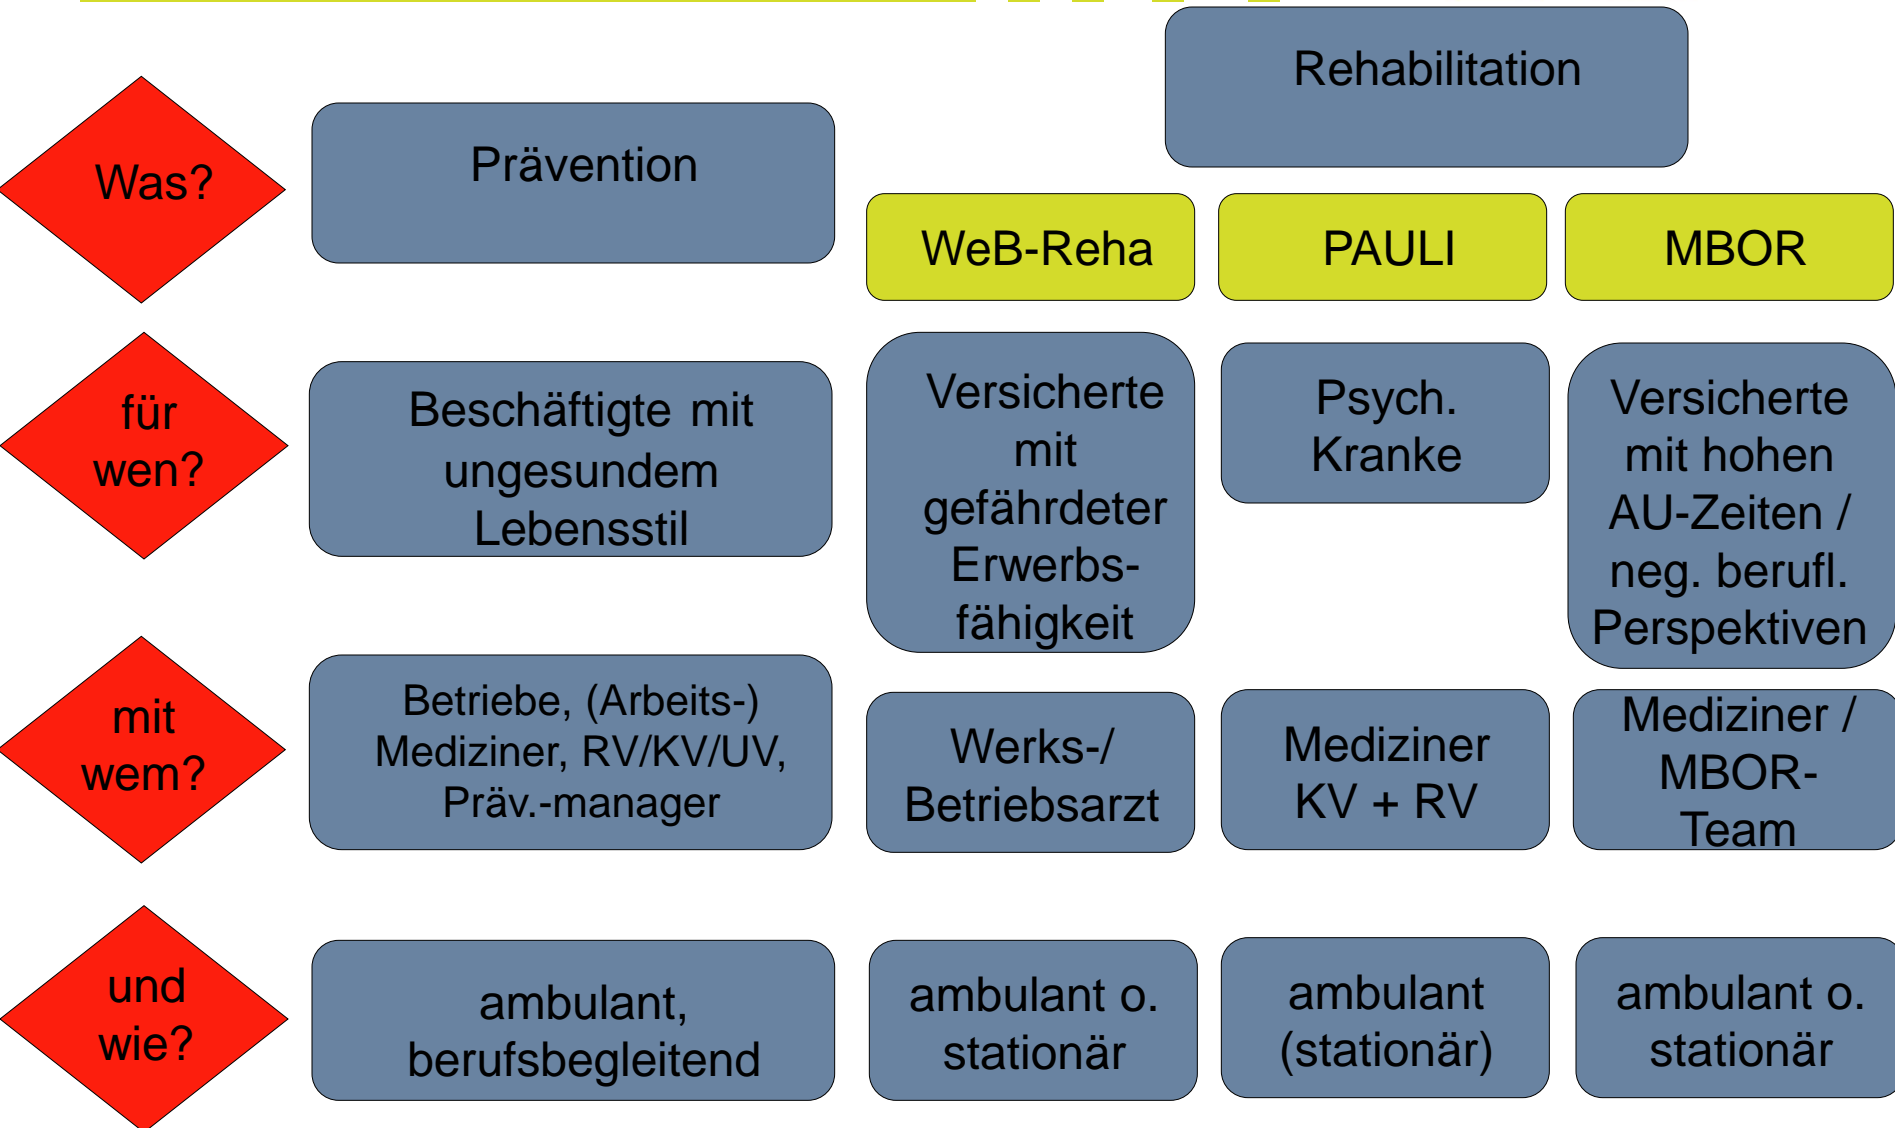 Rehabilitation
Was?
Prävention
WeB-Reha
PAULI
MBOR
für
wen?
Beschäftigte mit
ungesundem
Lebensstil
Versicherte
mit
gefährdeter
Erwerbs-
fähigkeit
Psych.
Kranke
Versicherte
mit hohen
AU-Zeiten /
neg. berufl.
Perspektiven
mit
wem?
Betriebe, (Arbeits-)
Mediziner, RV/KV/UV,
Präv.-manager
Werks-/
Betriebsarzt
Mediziner
KV + RV
Mediziner /
MBOR-
Team
und
wie?
ambulant,
berufsbegleitend
ambulant o.
stationär
ambulant
(stationär)
ambulant o.
stationär